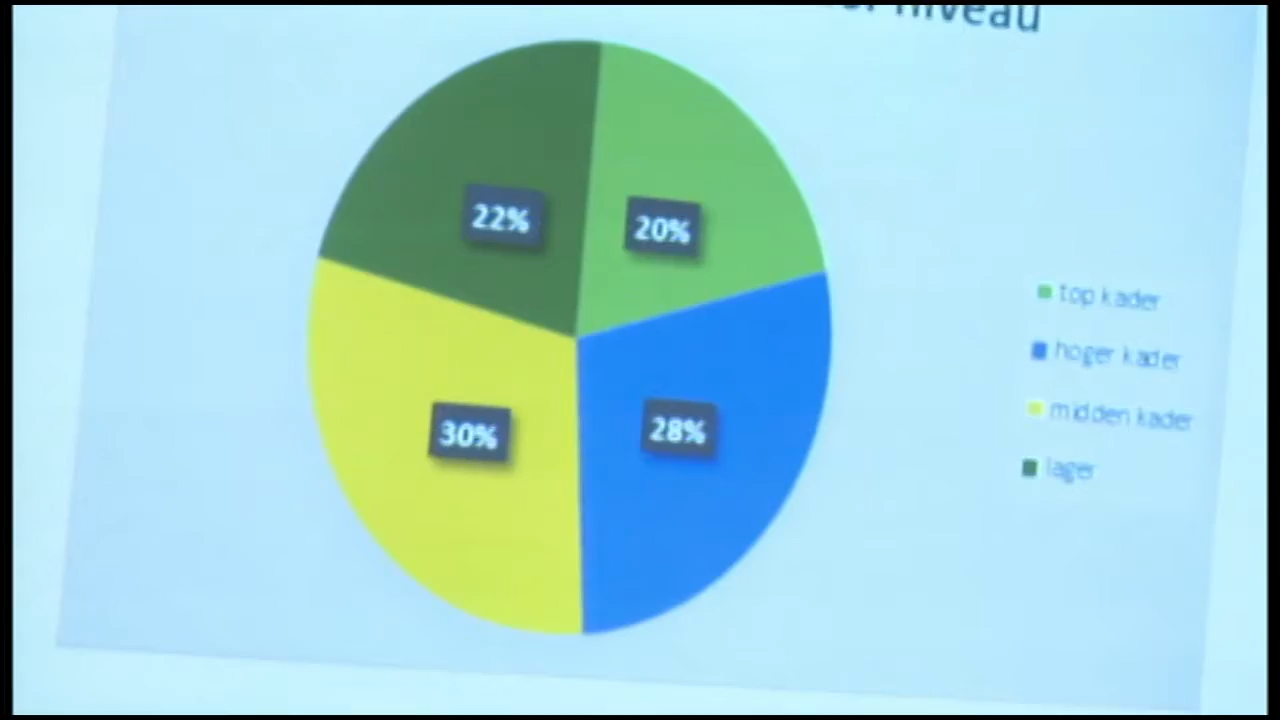 niveau
22%
20%
30%
28%
top kader
hoger kader
midden kader
lager